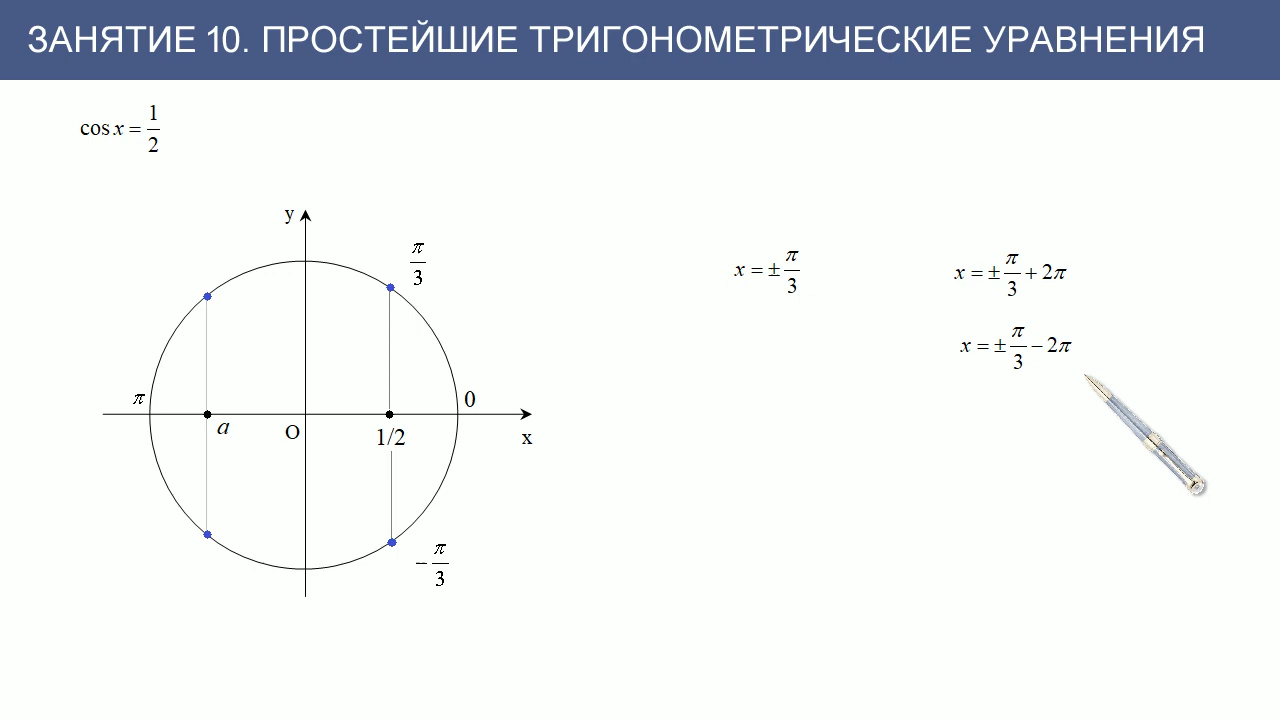 ЗАНЯТИЕ 10. ПРОСТЕЙШИЕ ТРИГОНОМЕТРИЧЕСКИЕ УРАВНЕНИЯ
cos x = 1/2
y
π/3
x = ± π/3
x = ± π/3 + 2π
x = ± π/3 − 2π
π
0
a
O
1/2
x
− π/3